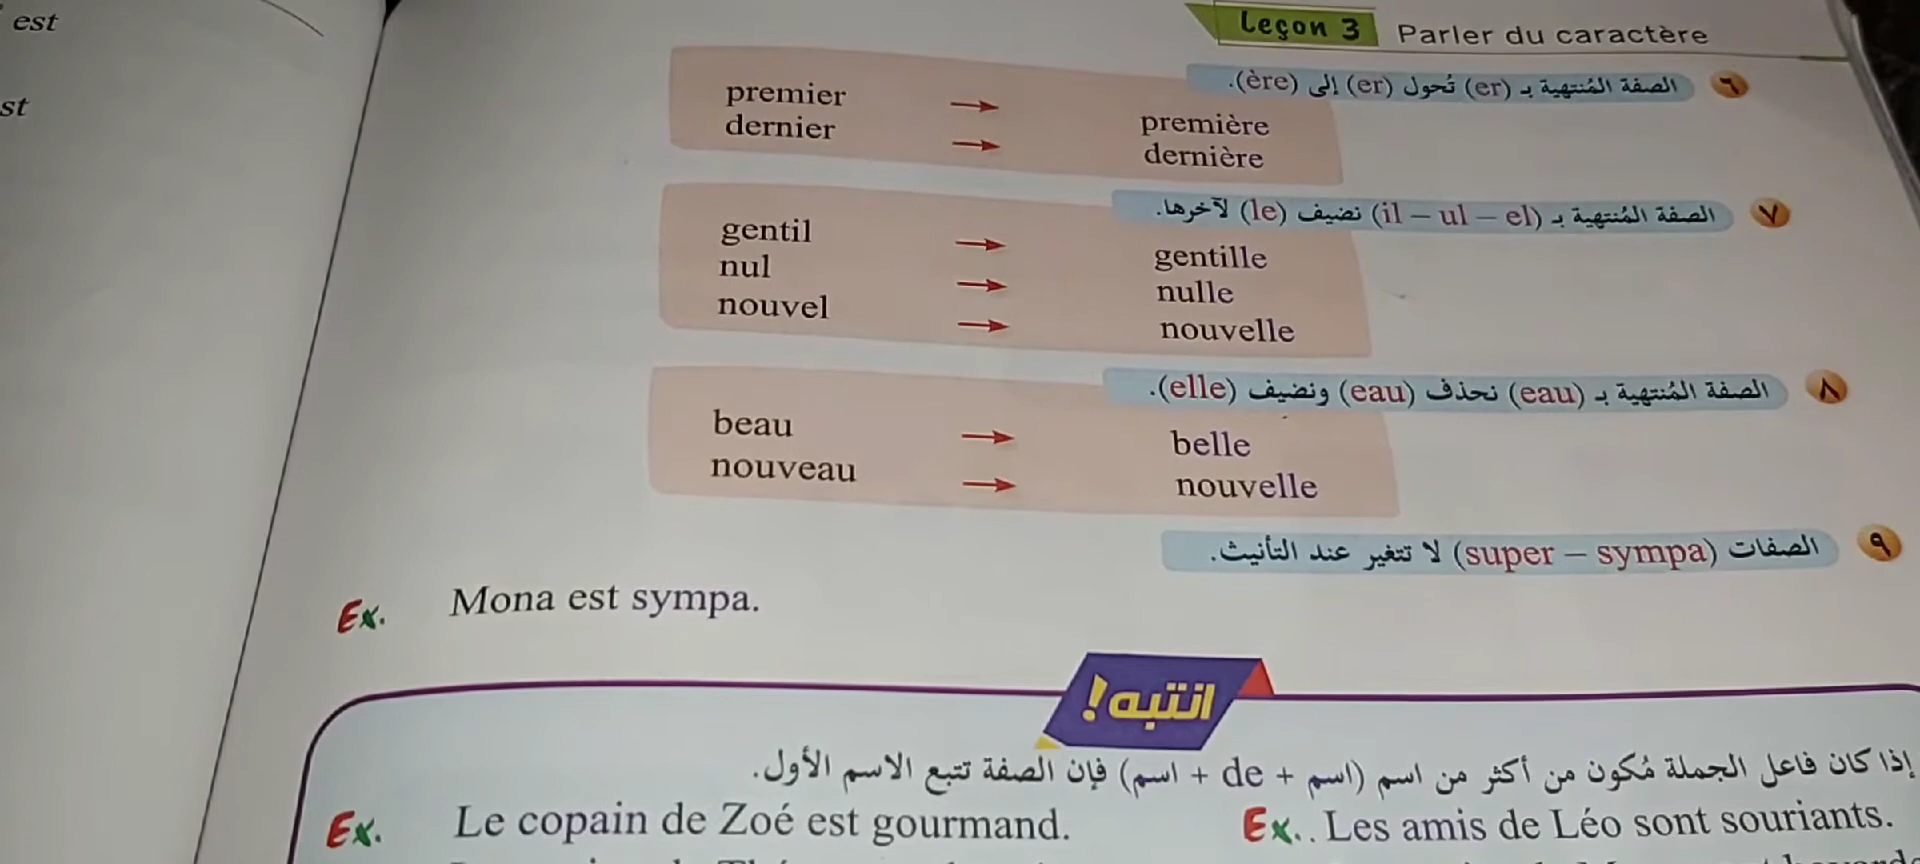 est
st
Leçon 3 Parler du caractère
٦ الصفة المُنتهية بـ (er) تُحول (er) إلى (ère).
premier → première
dernier → dernière
٧ الصفة المُنتهية بـ (il – ul – el) نضيف (le) لآخرها.
gentil → gentille
nul → nulle
nouvel → nouvelle
٨ الصفة المُنتهية بـ (eau) نحذف (eau) ونضيف (elle).
beau → belle
nouveau → nouvelle
٩ الصفات (super – sympa) لا تتغير عند التأنيث.
Ex. Mona est sympa.
انتبه!
إذا كان فاعل الجملة مُكون من أكثر من اسم (اسم + de + اسم) فإن الصفة تتبع الاسم الأول.
Ex. Le copain de Zoé est gourmand. Ex. . Les amis de Léo sont souriants.